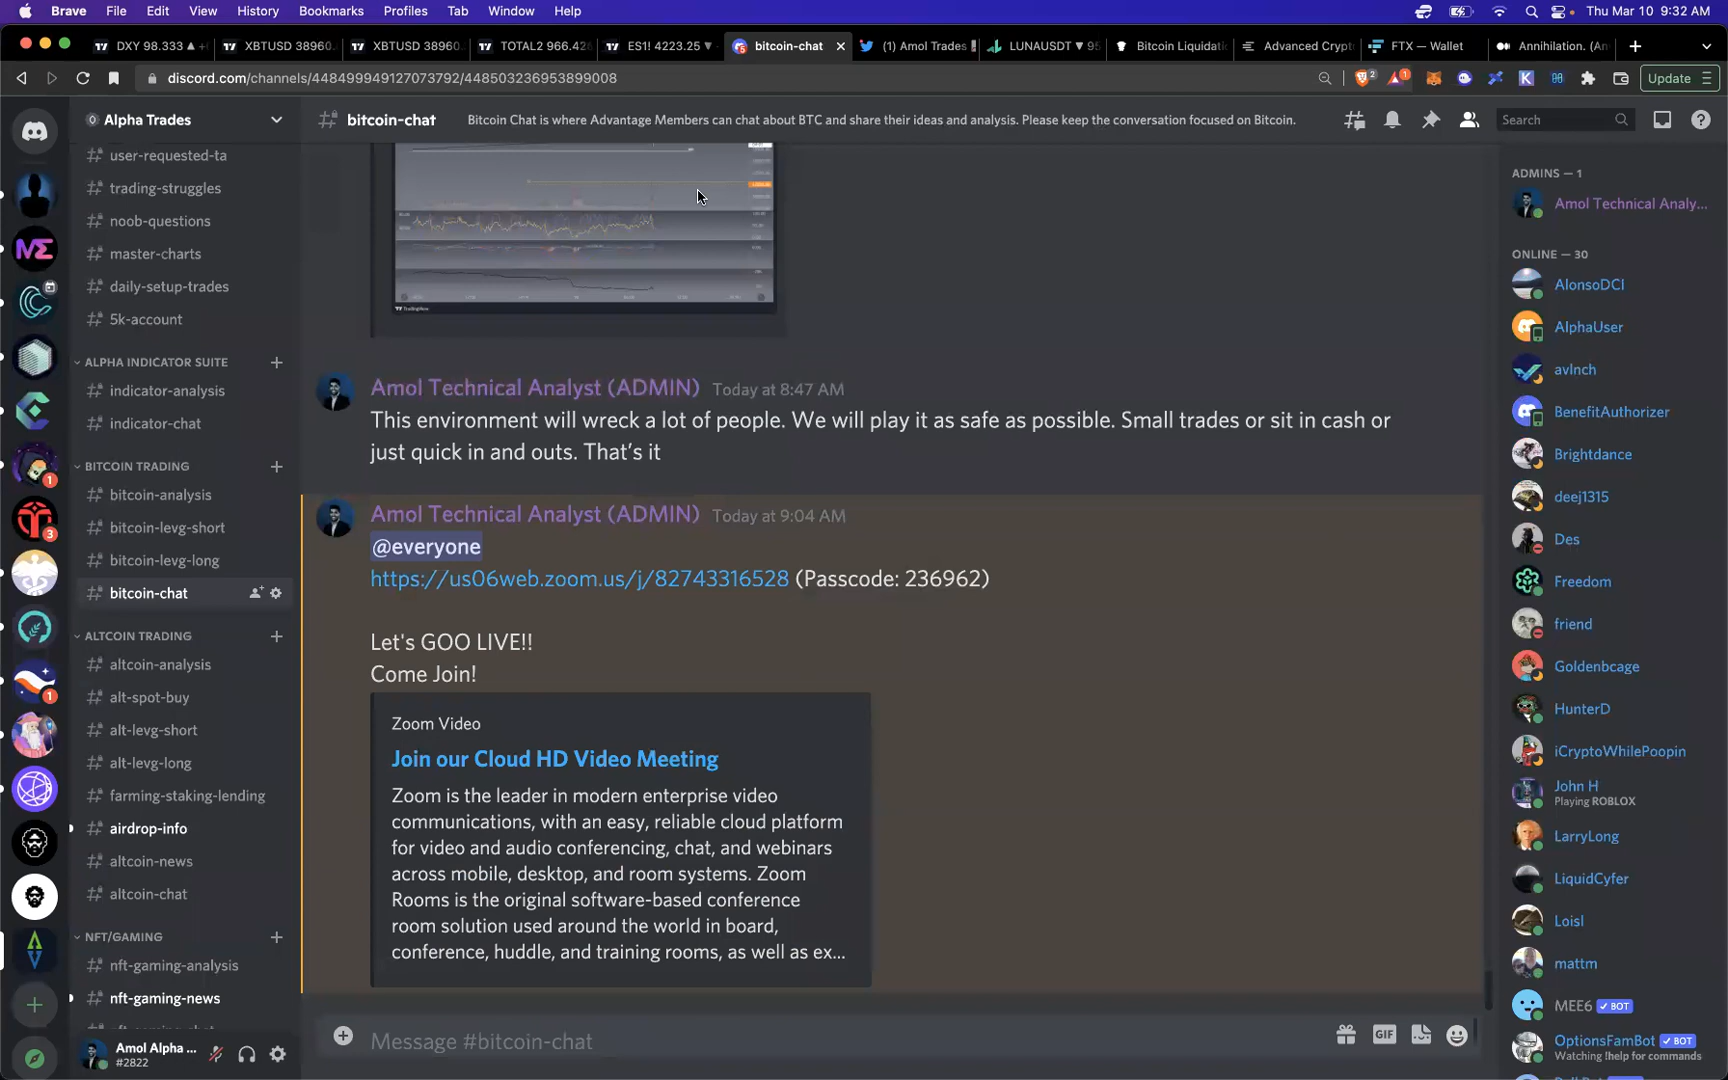 Brave File Edit View History Bookmarks Profiles Tab Window Help Thu Mar 10 9:32 AM
DXY 98.333 XBTUSD 38960. XBTUSD 38960. TOTAL2 966.428 ES1! 4223.25 bitcoin-chat (1) Amol Trades LUNAUSDT Bitcoin Liquidati Advanced Crypt FTX — Wallet Annihilation. (A
discord.com/channels/448499949127073792/448503236953899008 2 1 Update
Alpha Trades
bitcoin-chat Bitcoin Chat is where Advantage Members can chat about BTC and share their ideas and analysis. Please keep the conversation focused on Bitcoin. Search
user-requested-ta
trading-struggles
noob-questions
master-charts
daily-setup-trades
5k-account
ALPHA INDICATOR SUITE
indicator-analysis
indicator-chat
BITCOIN TRADING
bitcoin-analysis
bitcoin-levg-short
bitcoin-levg-long
bitcoin-chat
ALTCOIN TRADING
altcoin-analysis
alt-spot-buy
alt-levg-short
alt-levg-long
farming-staking-lending
airdrop-info
altcoin-news
altcoin-chat
NFT/GAMING
nft-gaming-analysis
nft-gaming-news
Amol Alpha ...
#2822
1
3
1
TradingView
Amol Technical Analyst (ADMIN) Today at 8:47 AM
This environment will wreck a lot of people. We will play it as safe as possible. Small trades or sit in cash or
just quick in and outs. That's it
Amol Technical Analyst (ADMIN) Today at 9:04 AM
@everyone
https://us06web.zoom.us/j/82743316528 (Passcode: 236962)
Let's GOO LIVE!!
Come Join!
Zoom Video
Join our Cloud HD Video Meeting
Zoom is the leader in modern enterprise video
communications, with an easy, reliable cloud platform
for video and audio conferencing, chat, and webinars
across mobile, desktop, and room systems. Zoom
Rooms is the original software-based conference
room solution used around the world in board,
conference, huddle, and training rooms, as well as ex...
Message #bitcoin-chat
GIF
ADMINS — 1
Amol Technical Analy...
ONLINE — 30
AlonsoDCI
AlphaUser
avInch
BenefitAuthorizer
Brightdance
deej1315
Des
Freedom
friend
Goldenbcage
HunterD
iCryptoWhilePoopin
John H
Playing ROBLOX
LarryLong
LiquidCyfer
LoisI
mattm
MEE6 BOT
OptionsFamBot BOT
Watching !help for commands